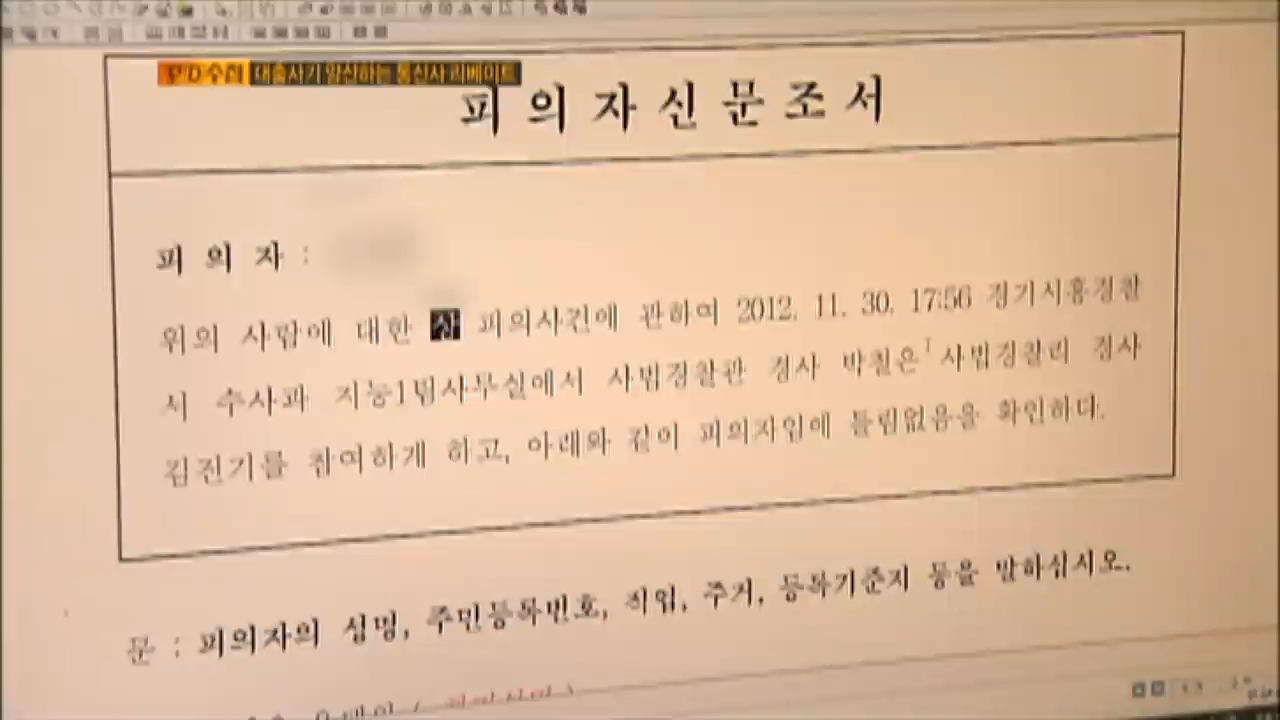 PD수첩 대출사기 양산하는 통신사 리베이트
피의자신문조서
피 의 자 :
위의 사람에 대한 상 피의사건에 관하여 2012. 11. 30. 17:56 경기시흥경찰
서 수사과 지능1팀사무실에서 사법경찰관 경사 박철은 사법경찰리 경사
김진기를 참여하게 하고, 아래와 같이 피의자임에 틀림없음을 확인하다.
문 : 피의자의 성명, 주민등록번호, 직업, 주거, 등록기준지 등을 말하십시오.